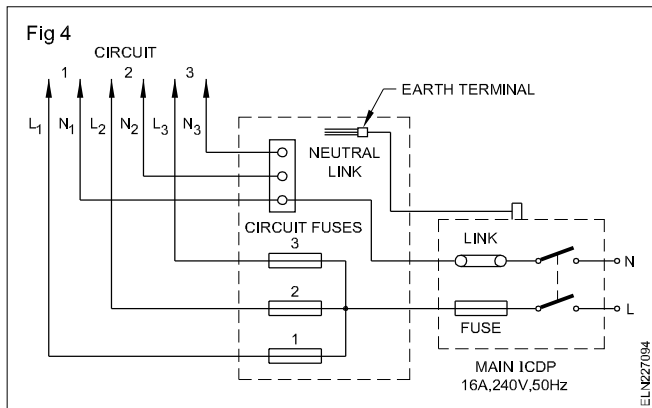 Fig 4
CIRCUIT
1 2 3
L1 N1 L2 N2 L3 N3
EARTH TERMINAL
NEUTRAL
LINK
CIRCUIT FUSES
3
2
1
LINK
N
L
FUSE
MAIN ICDP
16A,240V,50Hz
ELN227094